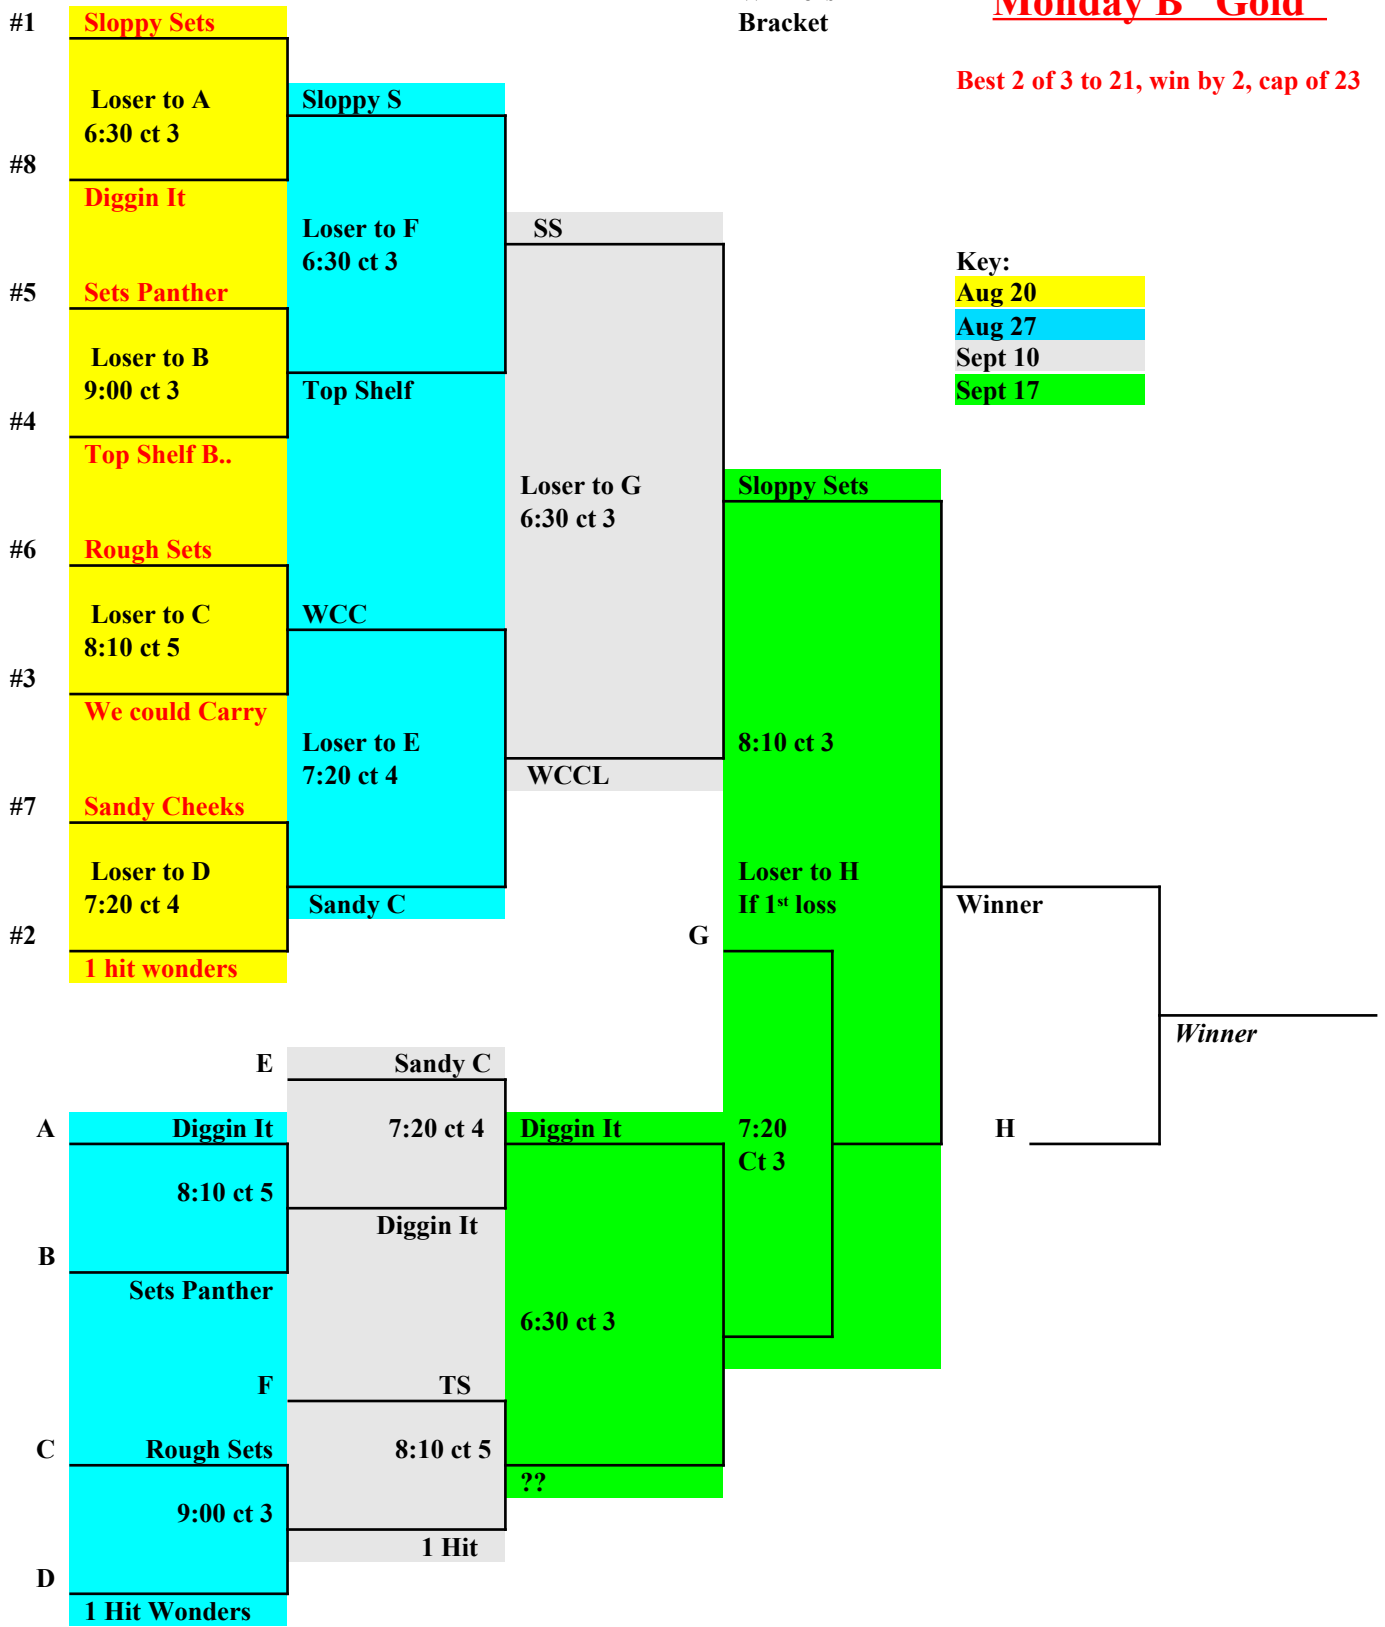 Monday B "Gold"
#1 Sloppy Sets
Bracket
Best 2 of 3 to 21, win by 2, cap of 23
Loser to A
6:30 ct 3
Sloppy S
#8
Diggin It
Loser to F
6:30 ct 3
SS
Key:
Aug 20
Aug 27
Sept 10
Sept 17
#5 Sets Panther
Loser to B
9:00 ct 3
Top Shelf
#4
Top Shelf B..
Loser to G
6:30 ct 3
Sloppy Sets
#6 Rough Sets
Loser to C
8:10 ct 5
WCC
#3
We could Carry
Loser to E
7:20 ct 4
8:10 ct 3
WCCL
#7 Sandy Cheeks
Loser to D
7:20 ct 4
Loser to H
If 1st loss
Sandy C
Winner
#2
1 hit wonders
G
Winner
E Sandy C
A Diggin It
7:20 ct 4
Diggin It
7:20
Ct 3
H
8:10 ct 5
Diggin It
B
Sets Panther
6:30 ct 3
F TS
C Rough Sets
8:10 ct 5
??
9:00 ct 3
1 Hit
D
1 Hit Wonders